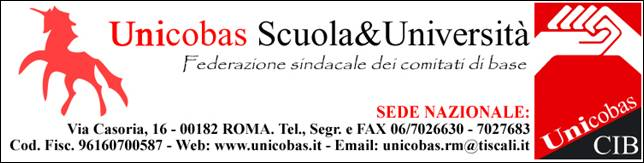 Unicobas Scuola&Università
Federazione sindacale dei comitati di base
SEDE NAZIONALE:
Via Casoria, 16 - 00182 ROMA. Tel., Segr. e FAX 06/7026630 - 7027683
Cod. Fisc. 96160700587 - Web: www.unicobas.it - Email: unicobas.rm@tiscali.it
Unicobas
CIB